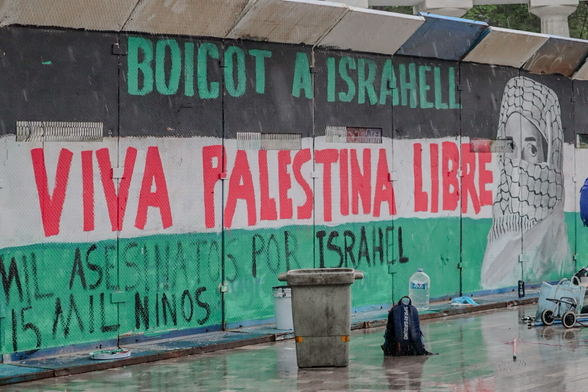 BOICOT A ISRAHELL
VIVA PALESTINA LIBRE
MIL ASESINATOS POR ISRAHEL
15 MIL NIÑOS